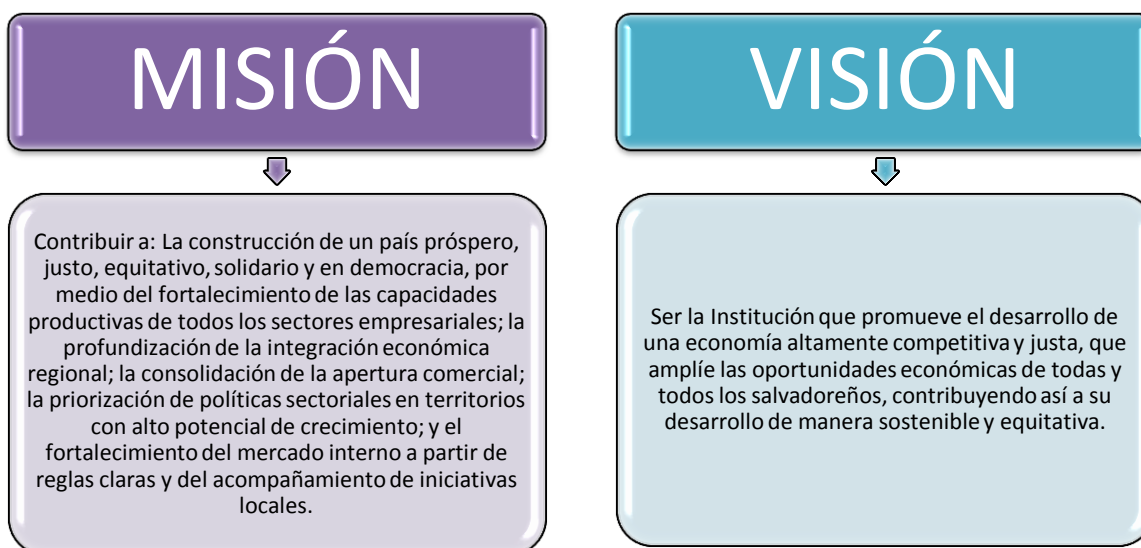 MISIÓN
Contribuir a: La construcción de un país próspero,
justo, equitativo, solidario y en democracia, por
medio del fortalecimiento de las capacidades
productivas de todos los sectores empresariales; la
profundización de la integración económica
regional; la consolidación de la apertura comercial;
la priorización de políticas sectoriales en territorios
con alto potencial de crecimiento; y el
fortalecimiento del mercado interno a partir de
reglas claras y del acompañamiento de iniciativas
locales.
VISIÓN
Ser la Institución que promueve el desarrollo de
una economía altamente competitiva y justa, que
amplíe las oportunidades económicas de todas y
todos los salvadoreños, contribuyendo así a su
desarrollo de manera sostenible y equitativa.